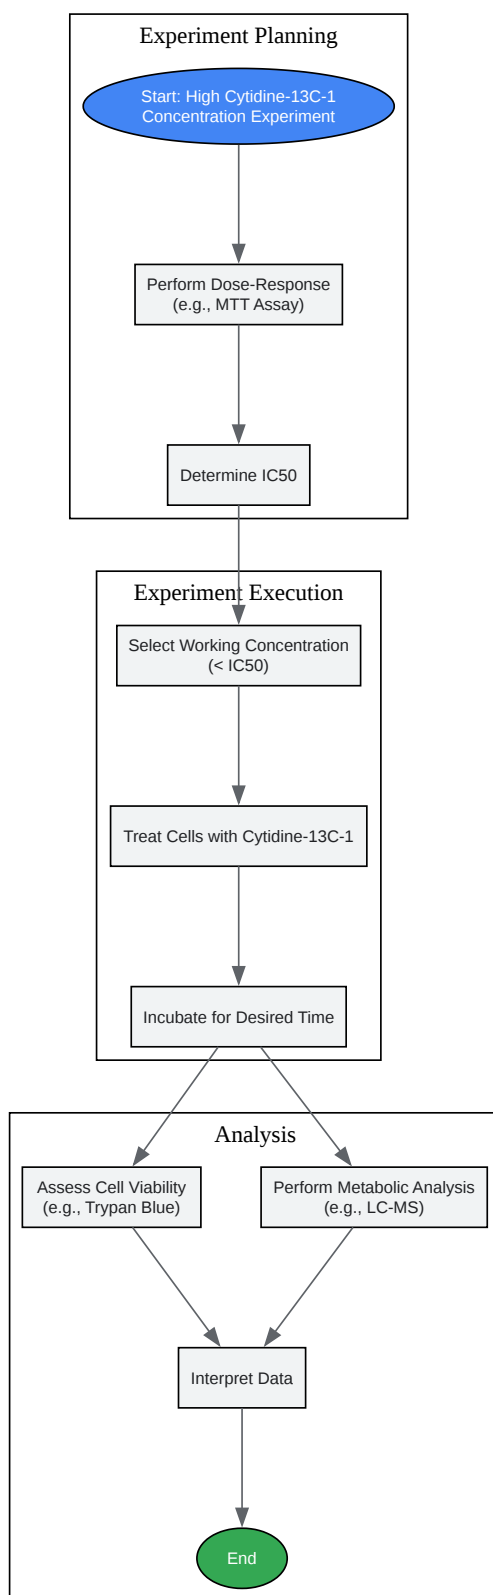 Experiment Planning
Start: High Cytidine-13C-1
Concentration Experiment
Perform Dose-Response
(e.g., MTT Assay)
Determine IC50
Experiment Execution
Select Working Concentration
(< IC50)
Treat Cells with Cytidine-13C-1
Incubate for Desired Time
Analysis
Assess Cell Viability
(e.g., Trypan Blue)
Perform Metabolic Analysis
(e.g., LC-MS)
Interpret Data
End